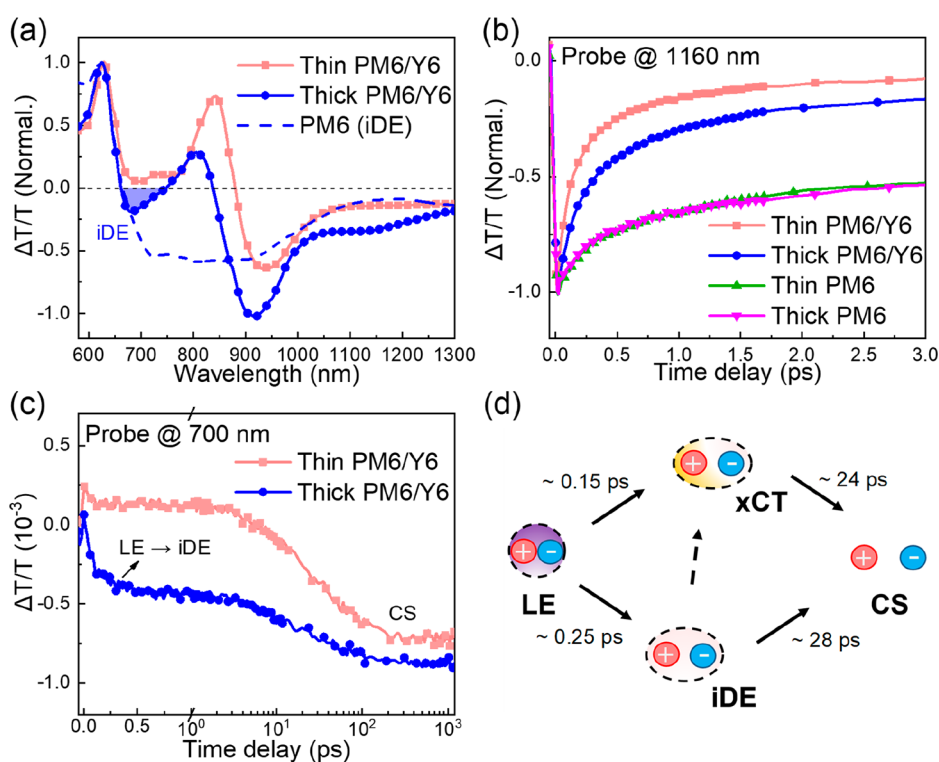 (a)
ΔT/T (Normal.)
1.0
0.5
0.0
-0.5
-1.0
Thin PM6/Y6
Thick PM6/Y6
PM6 (iDE)
iDE
600 700 800 900 1000 1100 1200 1300
Wavelength (nm)
(b)
Probe @ 1160 nm
ΔT/T (Normal.)
0.0
-0.5
-1.0
Thin PM6/Y6
Thick PM6/Y6
Thin PM6
Thick PM6
0.0 0.5 1.0 1.5 2.0 2.5 3.0
Time delay (ps)
(c)
Probe @ 700 nm
ΔT/T (10⁻³)
0.5
0.0
-0.5
-1.0
Thin PM6/Y6
Thick PM6/Y6
LE → iDE
CS
0.0 0.5 10⁰ 10¹ 10² 10³
Time delay (ps)
(d)
~ 0.15 ps
+ -
xCT
~ 24 ps
+ -
LE
+ -
CS
~ 0.25 ps
+ -
iDE
~ 28 ps